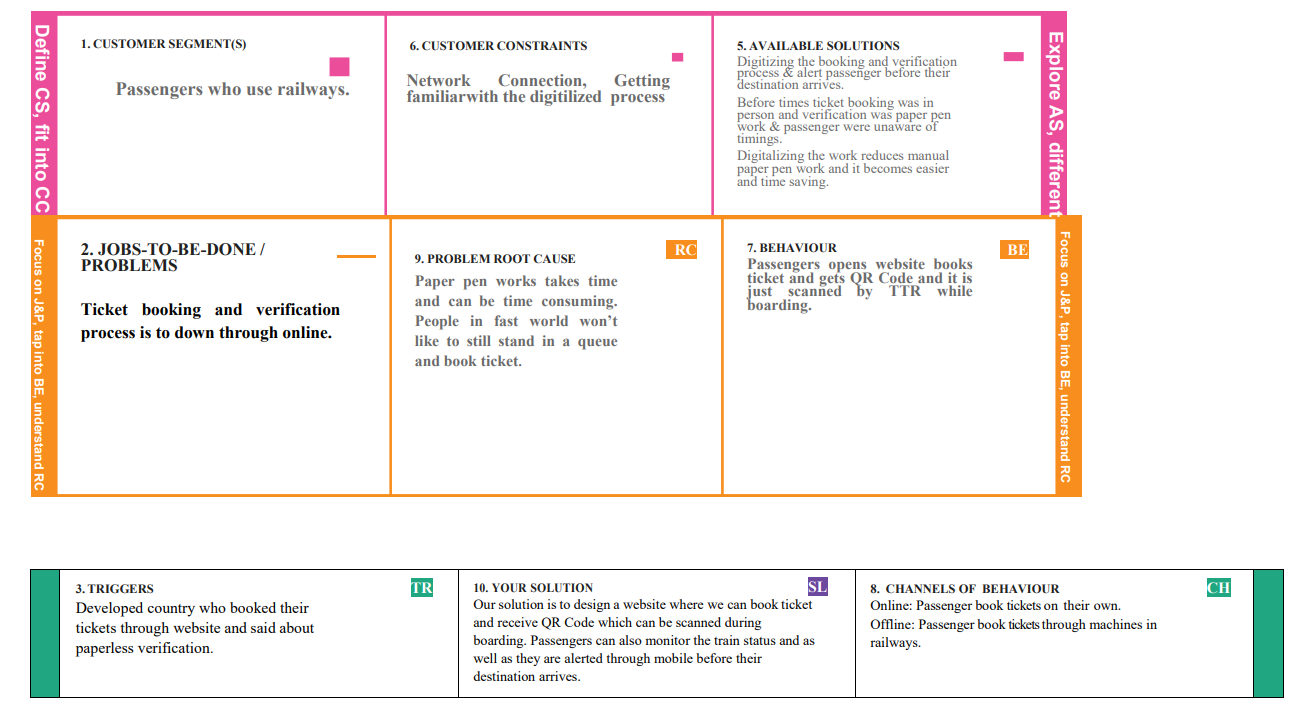 Define CS, fit into CC
1. CUSTOMER SEGMENT(S)
Passengers who use railways.
6. CUSTOMER CONSTRAINTS
Network Connection, Getting
familiarwith the digitilized process
5. AVAILABLE SOLUTIONS
Digitizing the booking and verification
process & alert passenger before their
destination arrives.
Before times ticket booking was in
person and verification was paper pen
work & passenger were unaware of
timings.
Digitalizing the work reduces manual
paper pen work and it becomes easier
and time saving.
Explore AS, different
Focus on J&P, tap into BE, understand RC
2. JOBS-TO-BE-DONE /
PROBLEMS
Ticket booking and verification
process is to down through online.
9. PROBLEM ROOT CAUSE
RC
Paper pen works takes time
and can be time consuming.
People in fast world won’t
like to still stand in a queue
and book ticket.
7. BEHAVIOUR
BE
Passengers opens website books
ticket and gets QR Code and it is
just scanned by TTR while
boarding.
Focus on J&P, tap into BE, understand RC
3. TRIGGERS
TR
Developed country who booked their
tickets through website and said about
paperless verification.
10. YOUR SOLUTION
SL
Our solution is to design a website where we can book ticket
and receive QR Code which can be scanned during
boarding. Passengers can also monitor the train status and as
well as they are alerted through mobile before their
destination arrives.
8. CHANNELS OF BEHAVIOUR
CH
Online: Passenger book tickets on their own.
Offline: Passenger book tickets through machines in
railways.